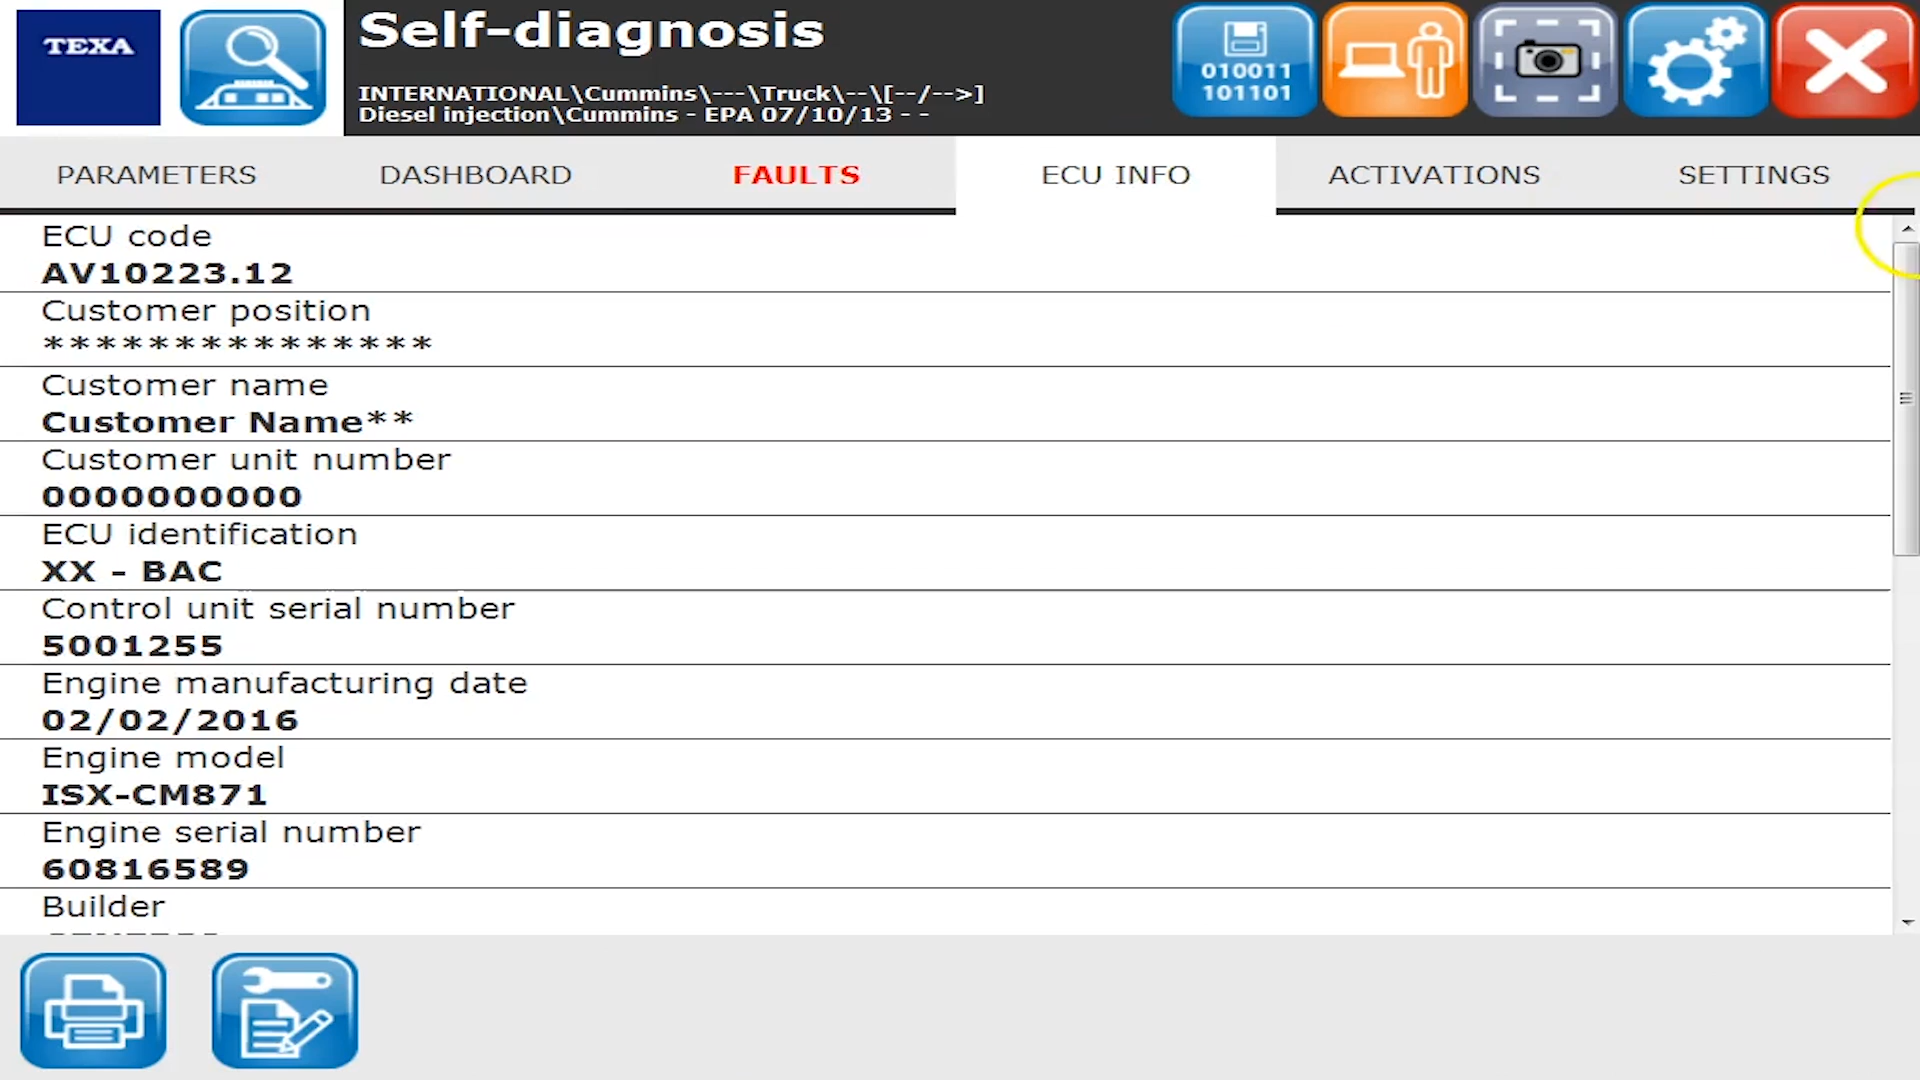 TEXA
Self-diagnosis
INTERNATIONAL\Cummins\---\Truck\--\[--/-->]
Diesel injection\Cummins - EPA 07/10/13 - -
010011
101101
PARAMETERS
DASHBOARD
FAULTS
ECU INFO
ACTIVATIONS
SETTINGS
ECU code
AV10223.12
Customer position
***************
Customer name
Customer Name**
Customer unit number
0000000000
ECU identification
XX - BAC
Control unit serial number
5001255
Engine manufacturing date
02/02/2016
Engine model
ISX-CM871
Engine serial number
60816589
Builder